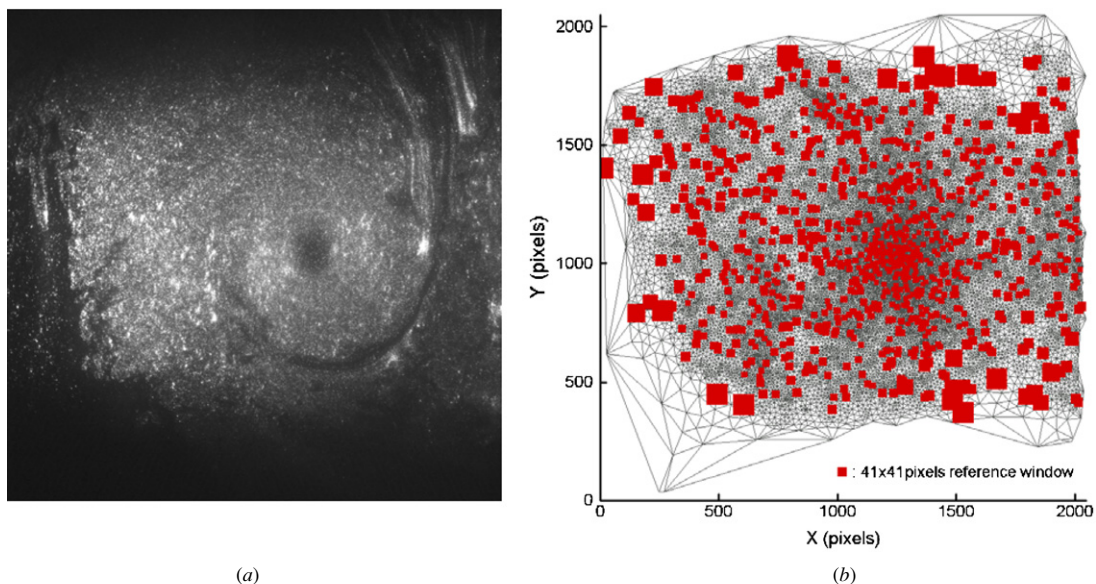 2000
1500
1000
500
0
Y (pixels)
: 41x41pixels reference window
0 500 1000 1500 2000
X (pixels)
(a) (b)